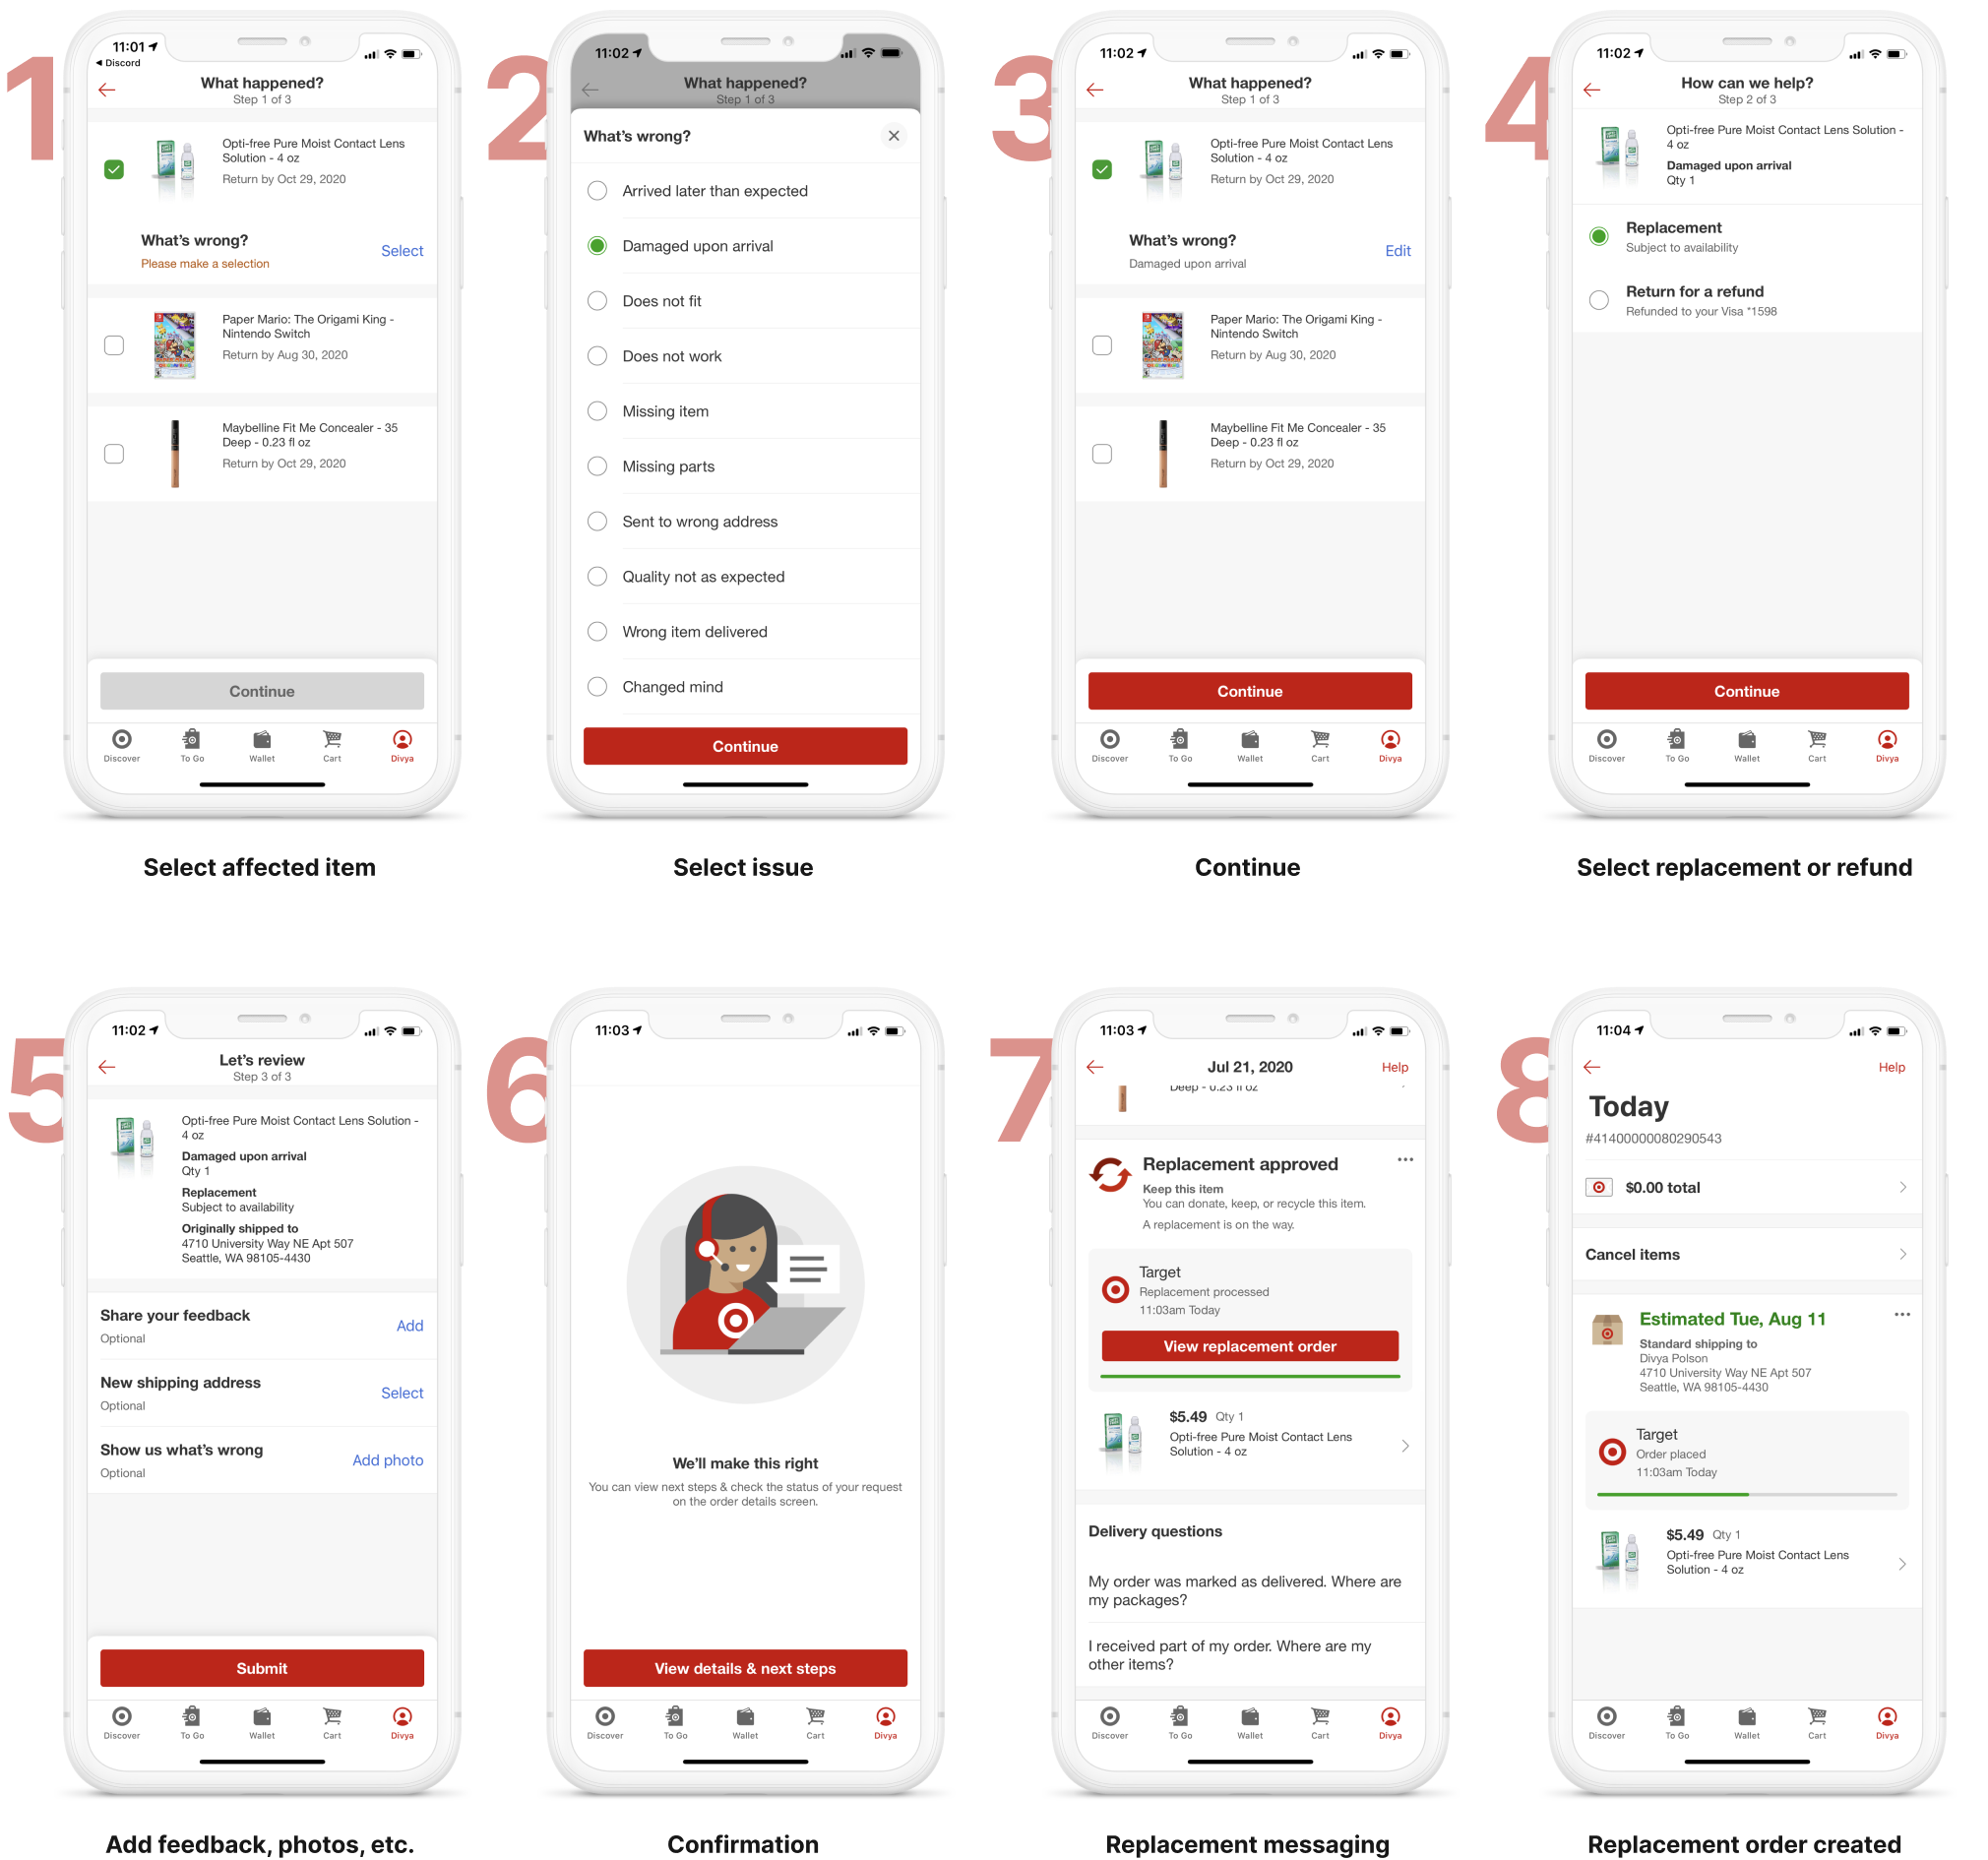 1
11:01
Discord
What happened?
Step 1 of 3
Opti-free Pure Moist Contact Lens
Solution - 4 oz
Return by Oct 29, 2020
What's wrong?
Please make a selection
Select
Paper Mario: The Origami King -
Nintendo Switch
Return by Aug 30, 2020
Maybelline Fit Me Concealer - 35
Deep - 0.23 fl oz
Return by Oct 29, 2020
Continue
Discover
To Go
Wallet
Cart
Divya
Select affected item
2
11:02
What happened?
Step 1 of 3
What's wrong?
Arrived later than expected
Damaged upon arrival
Does not fit
Does not work
Missing item
Missing parts
Sent to wrong address
Quality not as expected
Wrong item delivered
Changed mind
Continue
Select issue
3
11:02
What happened?
Step 1 of 3
Opti-free Pure Moist Contact Lens
Solution - 4 oz
Return by Oct 29, 2020
What's wrong?
Damaged upon arrival
Edit
Paper Mario: The Origami King -
Nintendo Switch
Return by Aug 30, 2020
Maybelline Fit Me Concealer - 35
Deep - 0.23 fl oz
Return by Oct 29, 2020
Continue
Discover
To Go
Wallet
Cart
Divya
Continue
4
11:02
How can we help?
Step 2 of 3
Opti-free Pure Moist Contact Lens Solution -
4 oz
Damaged upon arrival
Qty 1
Replacement
Subject to availability
Return for a refund
Refunded to your Visa *1598
Continue
Discover
To Go
Wallet
Cart
Divya
Select replacement or refund
5
11:02
Let's review
Step 3 of 3
Opti-free Pure Moist Contact Lens Solution -
4 oz
Damaged upon arrival
Qty 1
Replacement
Subject to availability
Originally shipped to
4710 University Way NE Apt 507
Seattle, WA 98105-4430
Share your feedback
Optional
Add
New shipping address
Optional
Select
Show us what's wrong
Optional
Add photo
Submit
Discover
To Go
Wallet
Cart
Divya
Add feedback, photos, etc.
6
11:03
We'll make this right
You can view next steps & check the status of your request
on the order details screen.
View details & next steps
Discover
To Go
Wallet
Cart
Divya
Confirmation
7
11:03
Jul 21, 2020
Help
Deep - 0.23 fl oz
Replacement approved
Keep this item
You can donate, keep, or recycle this item.
A replacement is on the way.
Target
Replacement processed
11:03am Today
View replacement order
$5.49 Qty 1
Opti-free Pure Moist Contact Lens
Solution - 4 oz
Delivery questions
My order was marked as delivered. Where are
my packages?
I received part of my order. Where are my
other items?
Discover
To Go
Wallet
Cart
Divya
Replacement messaging
8
11:04
Help
Today
#41400000080290543
$0.00 total
Cancel items
Estimated Tue, Aug 11
Standard shipping to
Divya Polson
4710 University Way NE Apt 507
Seattle, WA 98105-4430
Target
Order placed
11:03am Today
$5.49 Qty 1
Opti-free Pure Moist Contact Lens
Solution - 4 oz
Discover
To Go
Wallet
Cart
Divya
Replacement order created